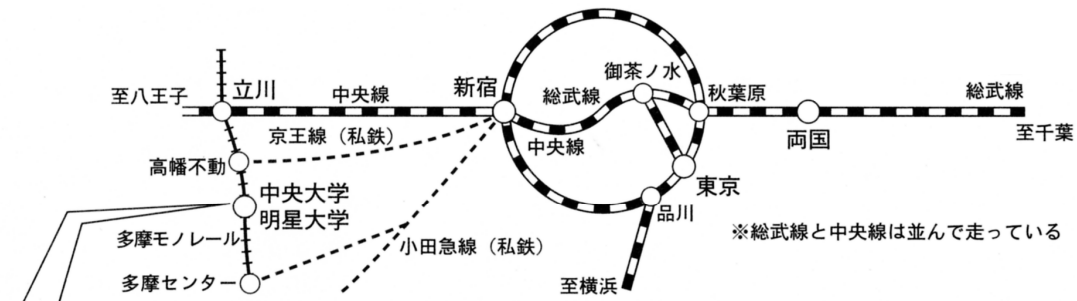 至八王子
立川
中央線
新宿
総武線
御茶ノ水
秋葉原
総武線
京王線（私鉄）
中央線
両国
至千葉
高幡不動
中央大学
明星大学
東京
品川
多摩モノレール
小田急線（私鉄）
※総武線と中央線は並んで走っている
多摩センター
至横浜